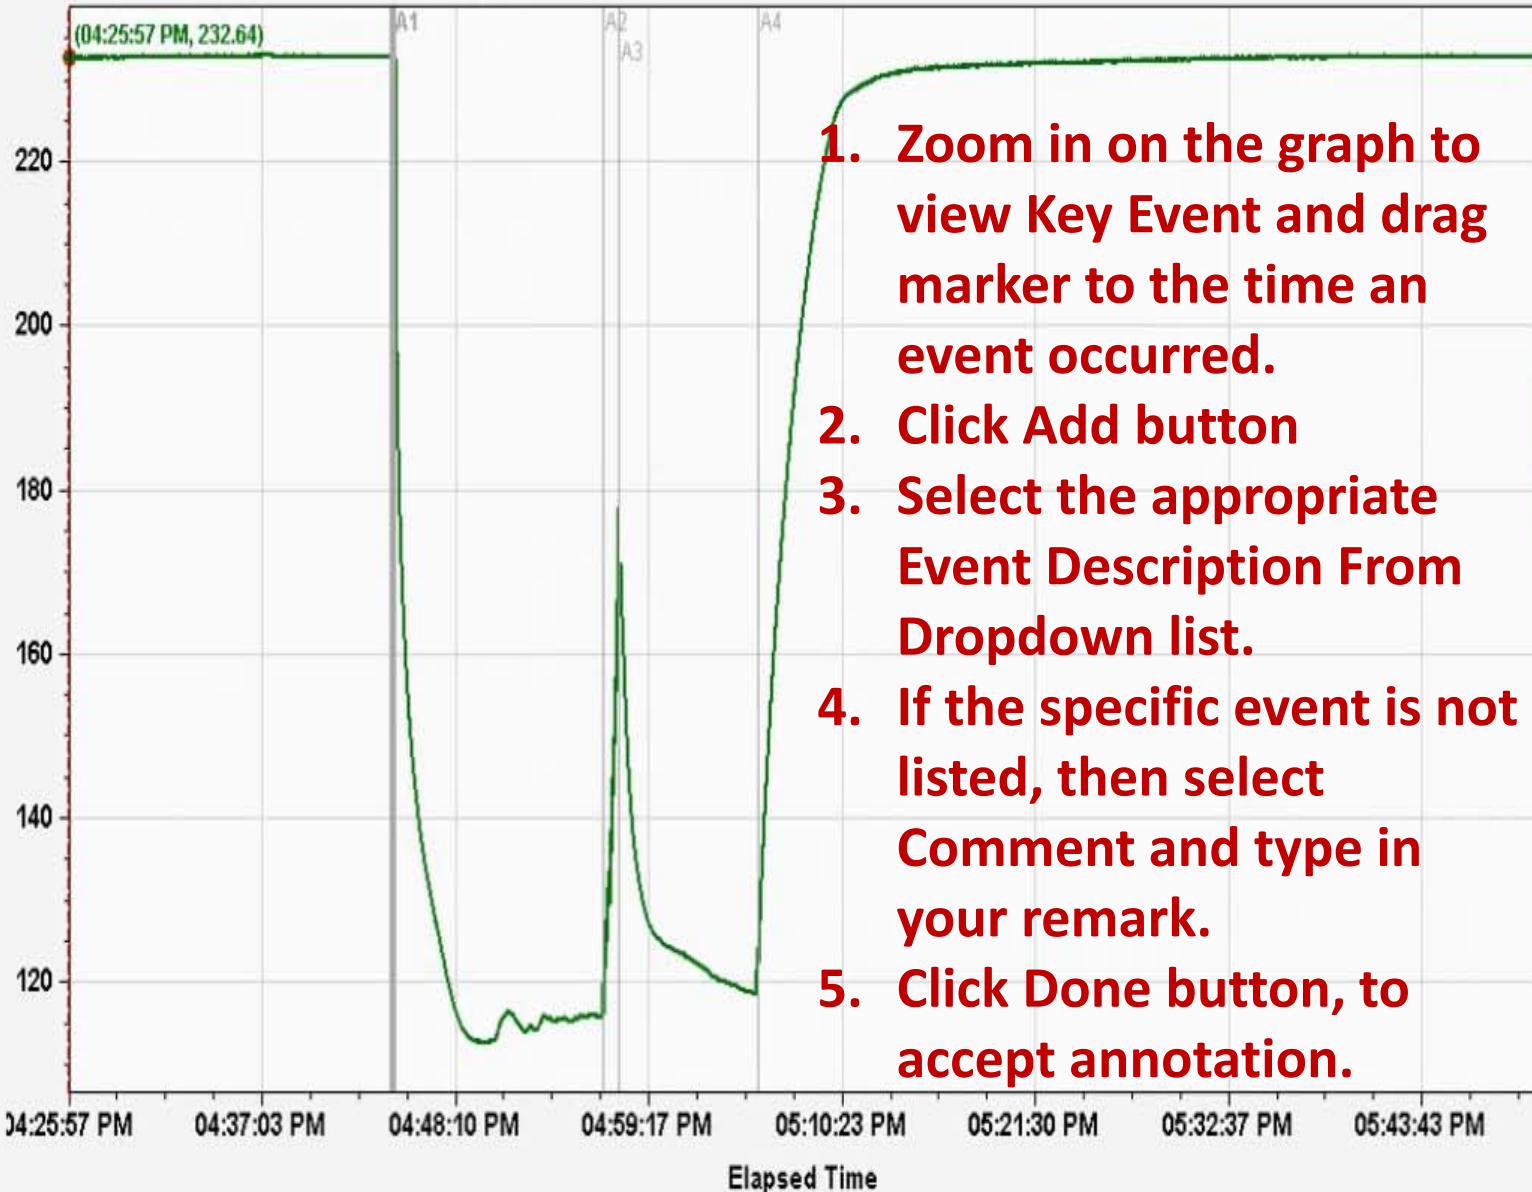 A1
A2
A4
(04:25:57 PM, 232.64)
A3
220
200
180
160
140
120
1. Zoom in on the graph to
view Key Event and drag
marker to the time an
event occurred.
2. Click Add button
3. Select the appropriate
Event Description From
Dropdown list.
4. If the specific event is not
listed, then select
Comment and type in
your remark.
5. Click Done button, to
accept annotation.
04:25:57 PM 04:37:03 PM 04:48:10 PM 04:59:17 PM 05:10:23 PM 05:21:30 PM 05:32:37 PM 05:43:43 PM
Elapsed Time